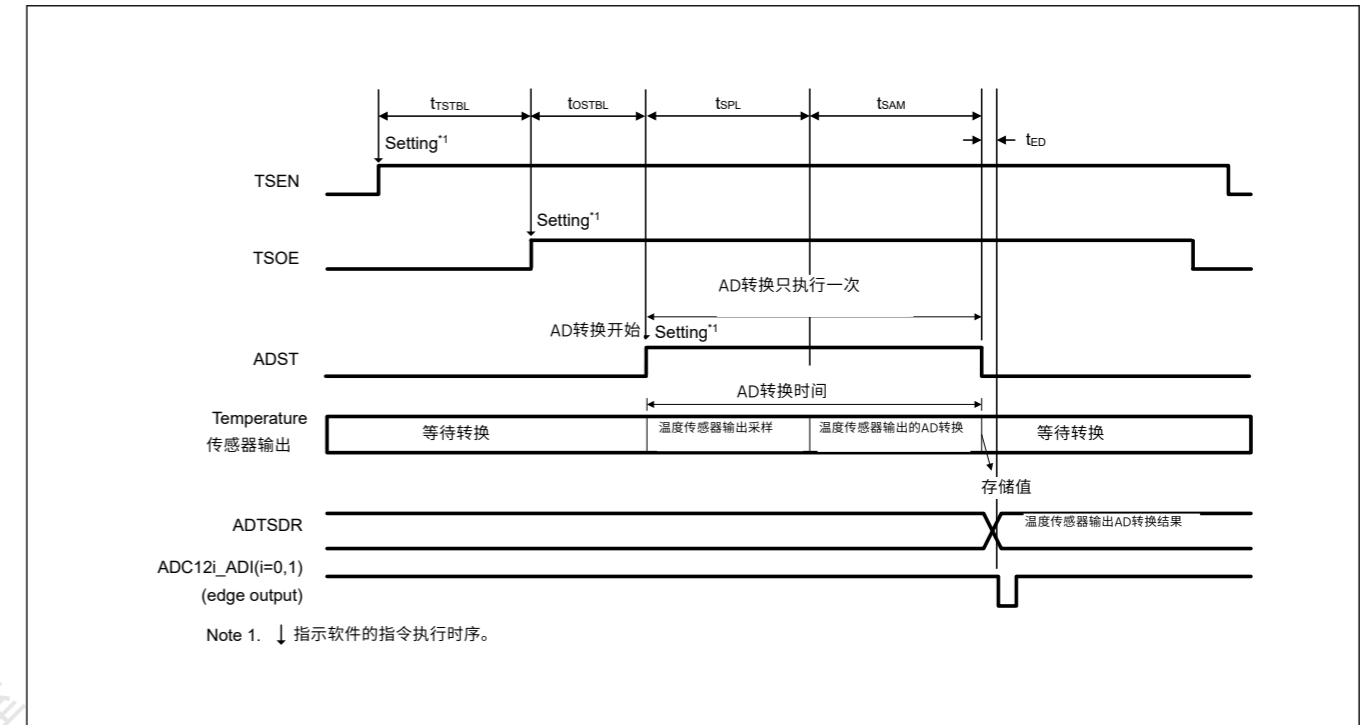 tTSTBL tOSTBL tSPL tSAM
tED
Setting*1
TSEN
Setting*1
TSOE
AD转换只执行一次
AD转换开始 Setting*1
ADST
AD转换时间
Temperature
传感器输出
等待转换 温度传感器输出采样 温度传感器输出的AD转换 等待转换
存储值
ADTSDR
温度传感器输出AD转换结果
ADC12i_ADI(i=0,1)
(edge output)
Note 1. ↓ 指示软件的指令执行时序。